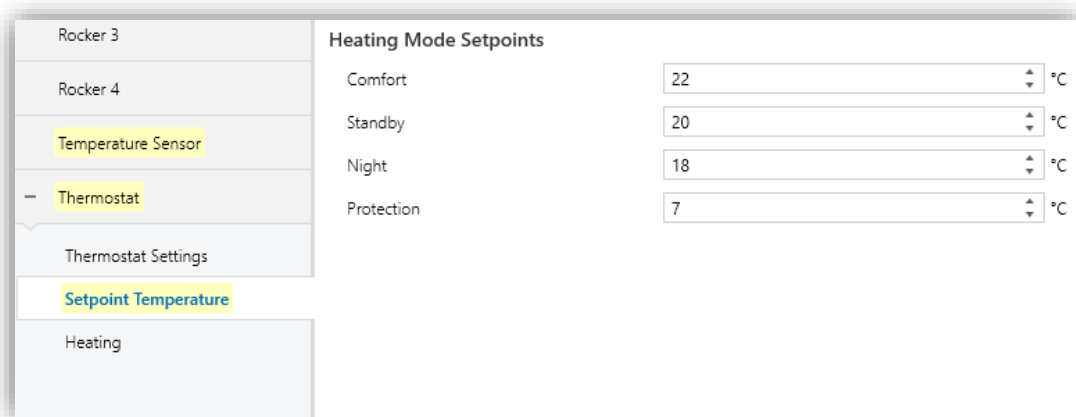 Rocker 3
Rocker 4
Temperature Sensor
− Thermostat
Thermostat Settings
Setpoint Temperature
Heating
Heating Mode Setpoints
Comfort 22 °C
Standby 20 °C
Night 18 °C
Protection 7 °C